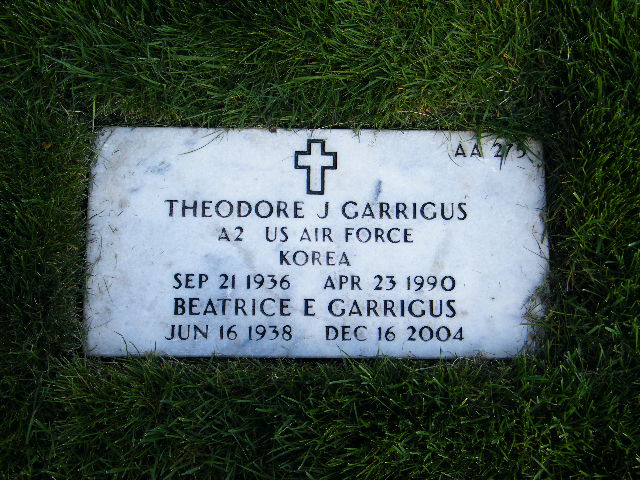 AA 275
THEODORE J GARRIGUS
A2 US AIR FORCE
KOREA
SEP 21 1936 APR 23 1990
BEATRICE E GARRIGUS
JUN 16 1938 DEC 16 2004